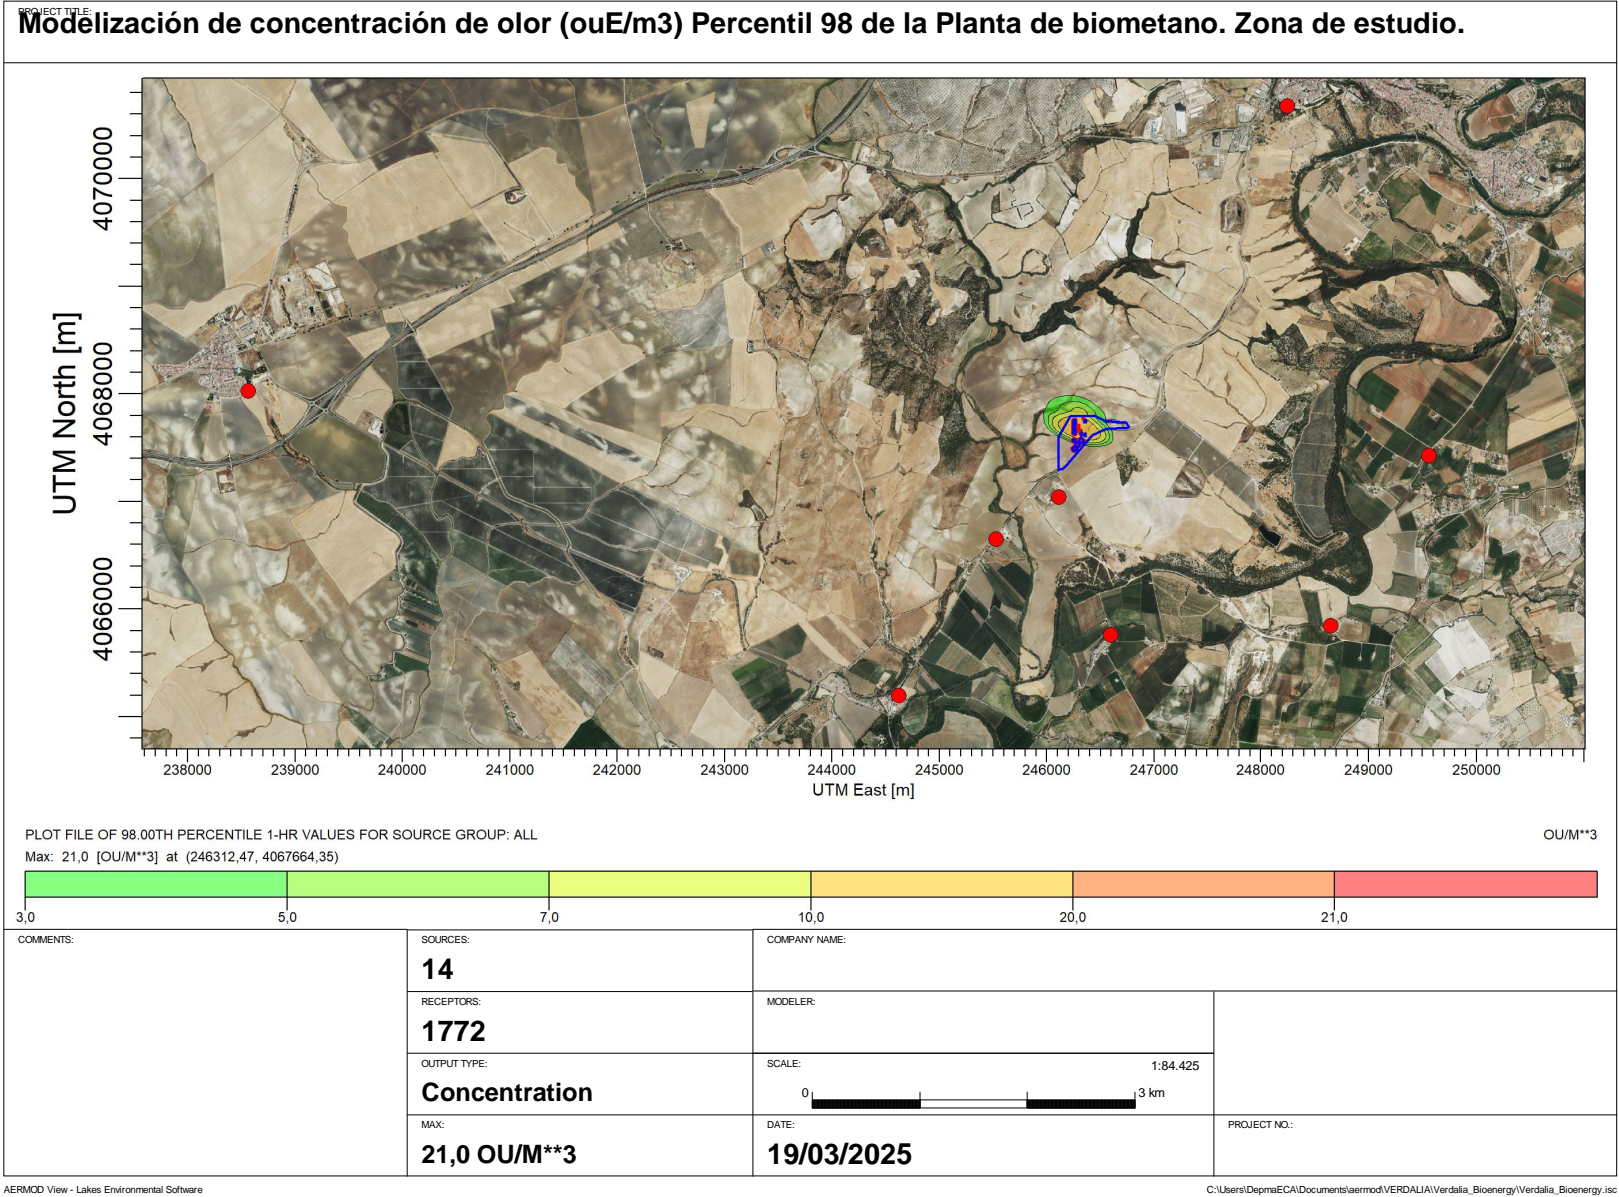 PROJECT TITLE:
Modelización de concentración de olor (ouE/m3) Percentil 98 de la Planta de biometano. Zona de estudio.
UTM North [m]
4070000
4068000
4066000
238000 239000 240000 241000 242000 243000 244000 245000 246000 247000 248000 249000 250000
UTM East [m]
PLOT FILE OF 98.00TH PERCENTILE 1-HR VALUES FOR SOURCE GROUP: ALL
OU/M**3
Max: 21,0 [OU/M**3] at (246312,47, 4067664,35)
3,0 5,0 7,0 10,0 20,0 21,0
COMMENTS:
SOURCES:
14
COMPANY NAME:
RECEPTORS:
1772
MODELER:
OUTPUT TYPE:
Concentration
SCALE:
1:84.425
0 3 km
MAX:
21,0 OU/M**3
DATE:
19/03/2025
PROJECT NO.:
AERMOD View - Lakes Environmental Software
C:\Users\DepmaECA\Documents\aermod\VERDALIA\Verdalia_Bioenergy\Verdalia_Bioenergy.isc